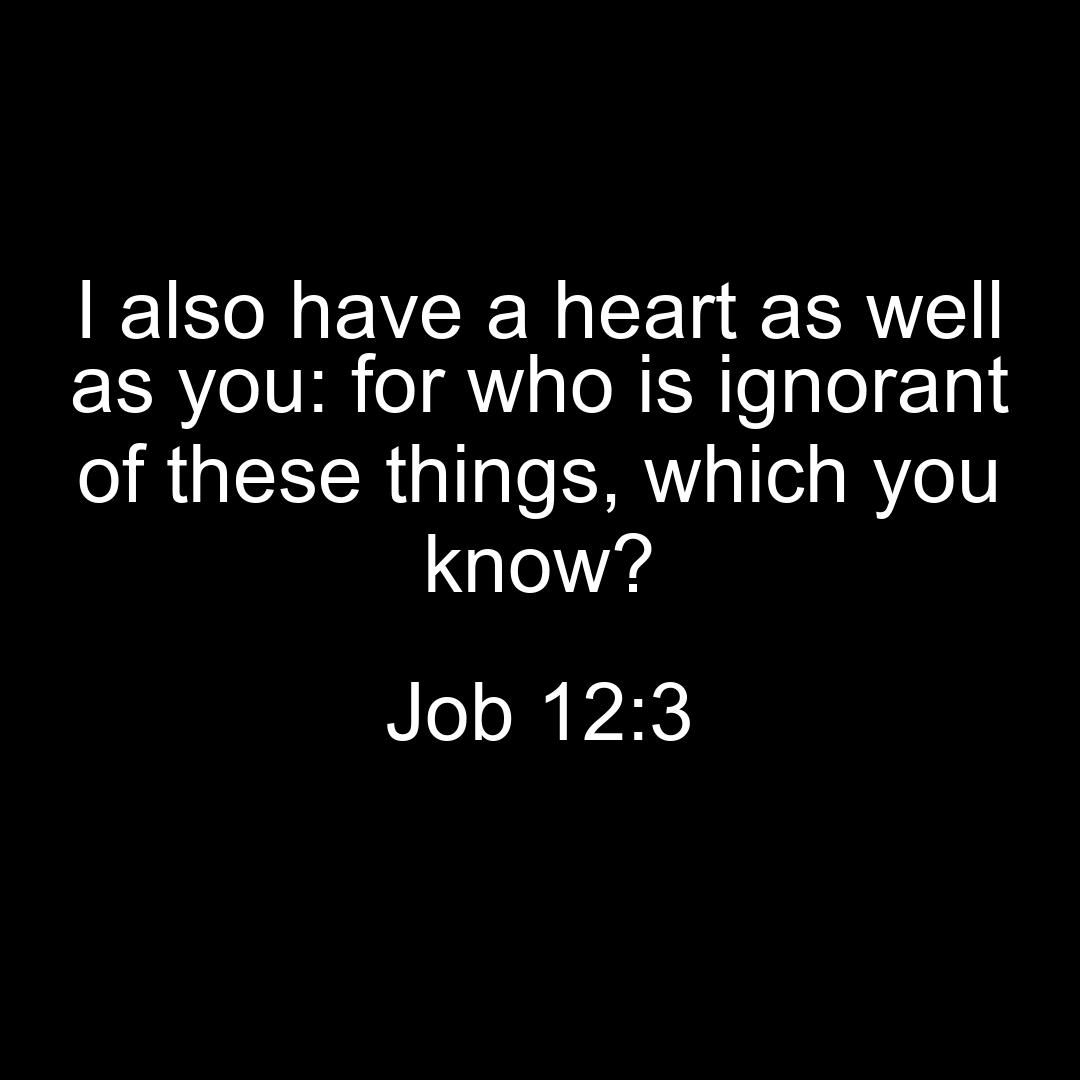 I also have a heart as well
as you: for who is ignorant
of these things, which you
know?
Job 12:3